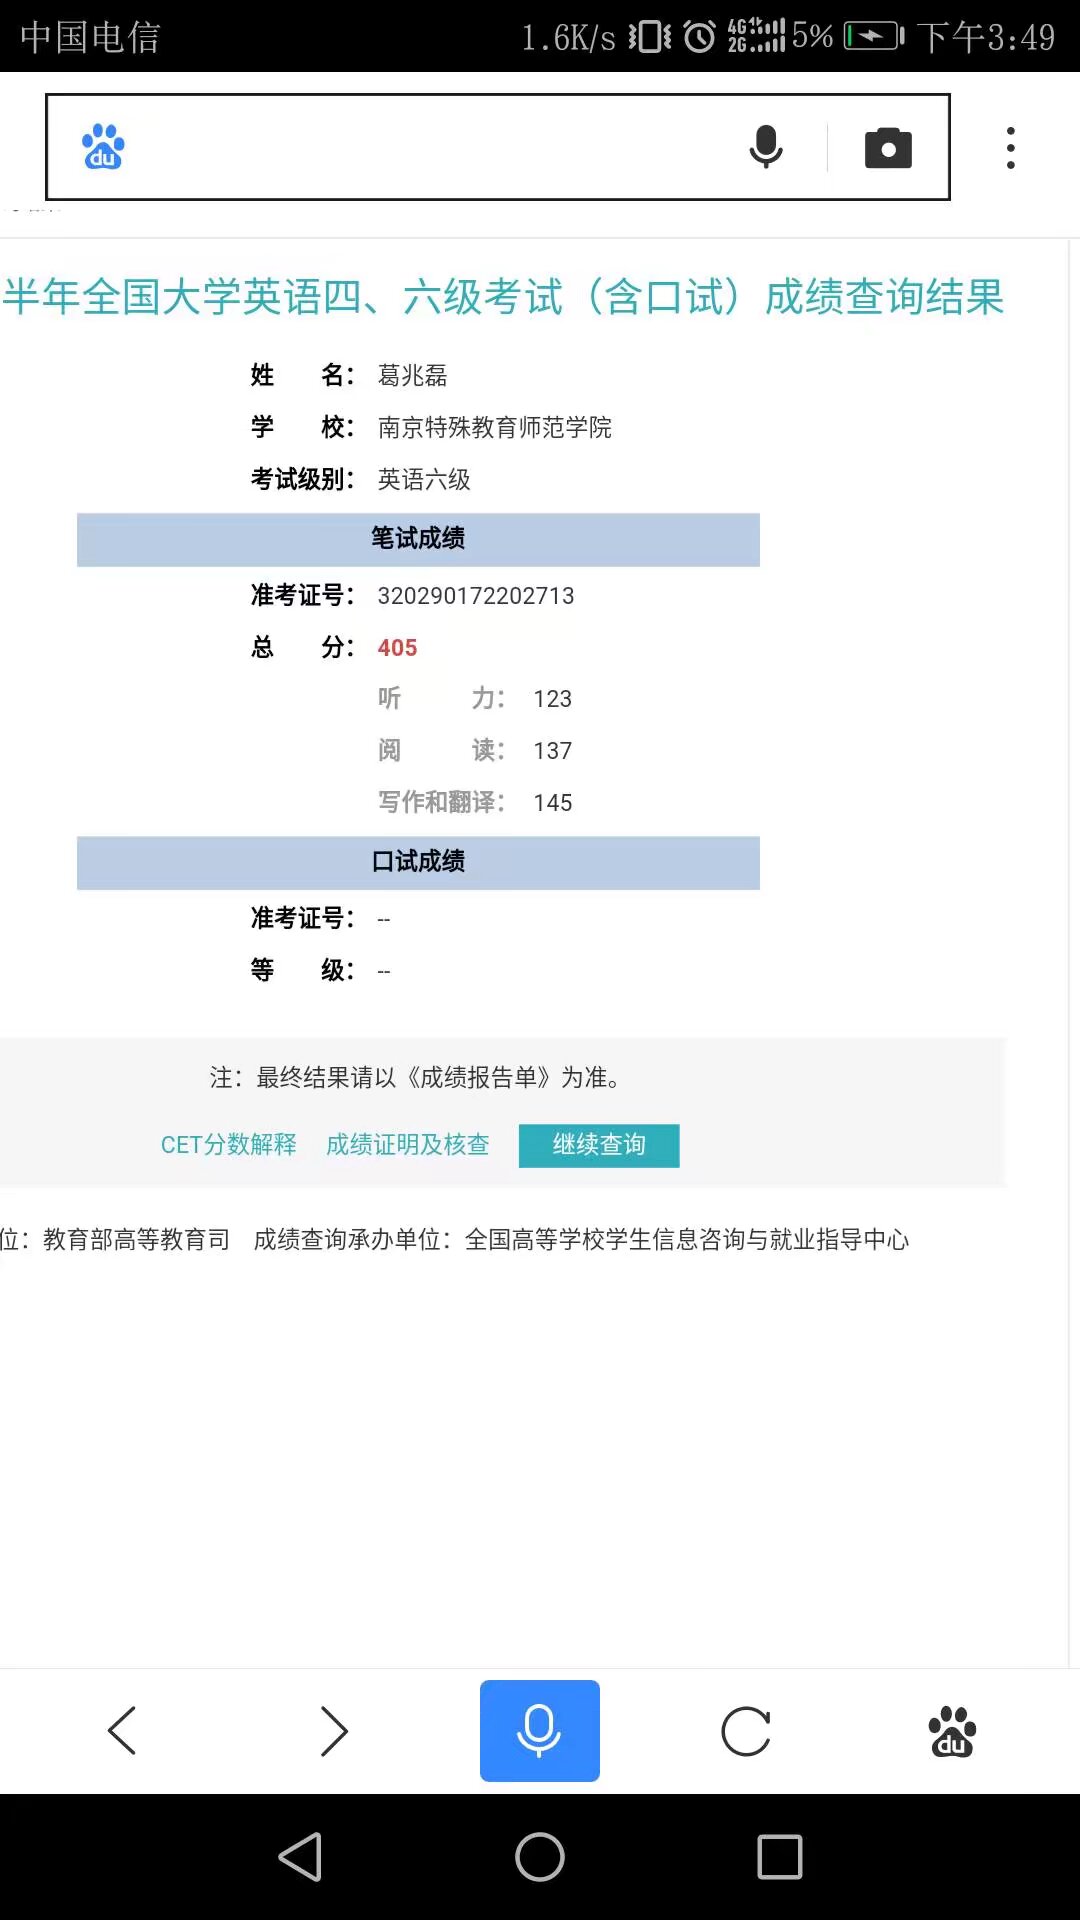 中国电信 1.6K/s 4G 2G 5% 下午3:49
du
半年全国大学英语四、六级考试（含口试）成绩查询结果
姓 名： 葛兆磊
学 校： 南京特殊教育师范学院
考试级别： 英语六级
笔试成绩
准考证号： 320290172202713
总 分： 405
听 力： 123
阅 读： 137
写作和翻译： 145
口试成绩
准考证号： --
等 级： --
注：最终结果请以《成绩报告单》为准。
CET分数解释 成绩证明及核查 继续查询
位：教育部高等教育司 成绩查询承办单位：全国高等学校学生信息咨询与就业指导中心
du